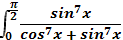 ∫₀^(π/2) sin⁷x / (cos⁷x + sin⁷x)